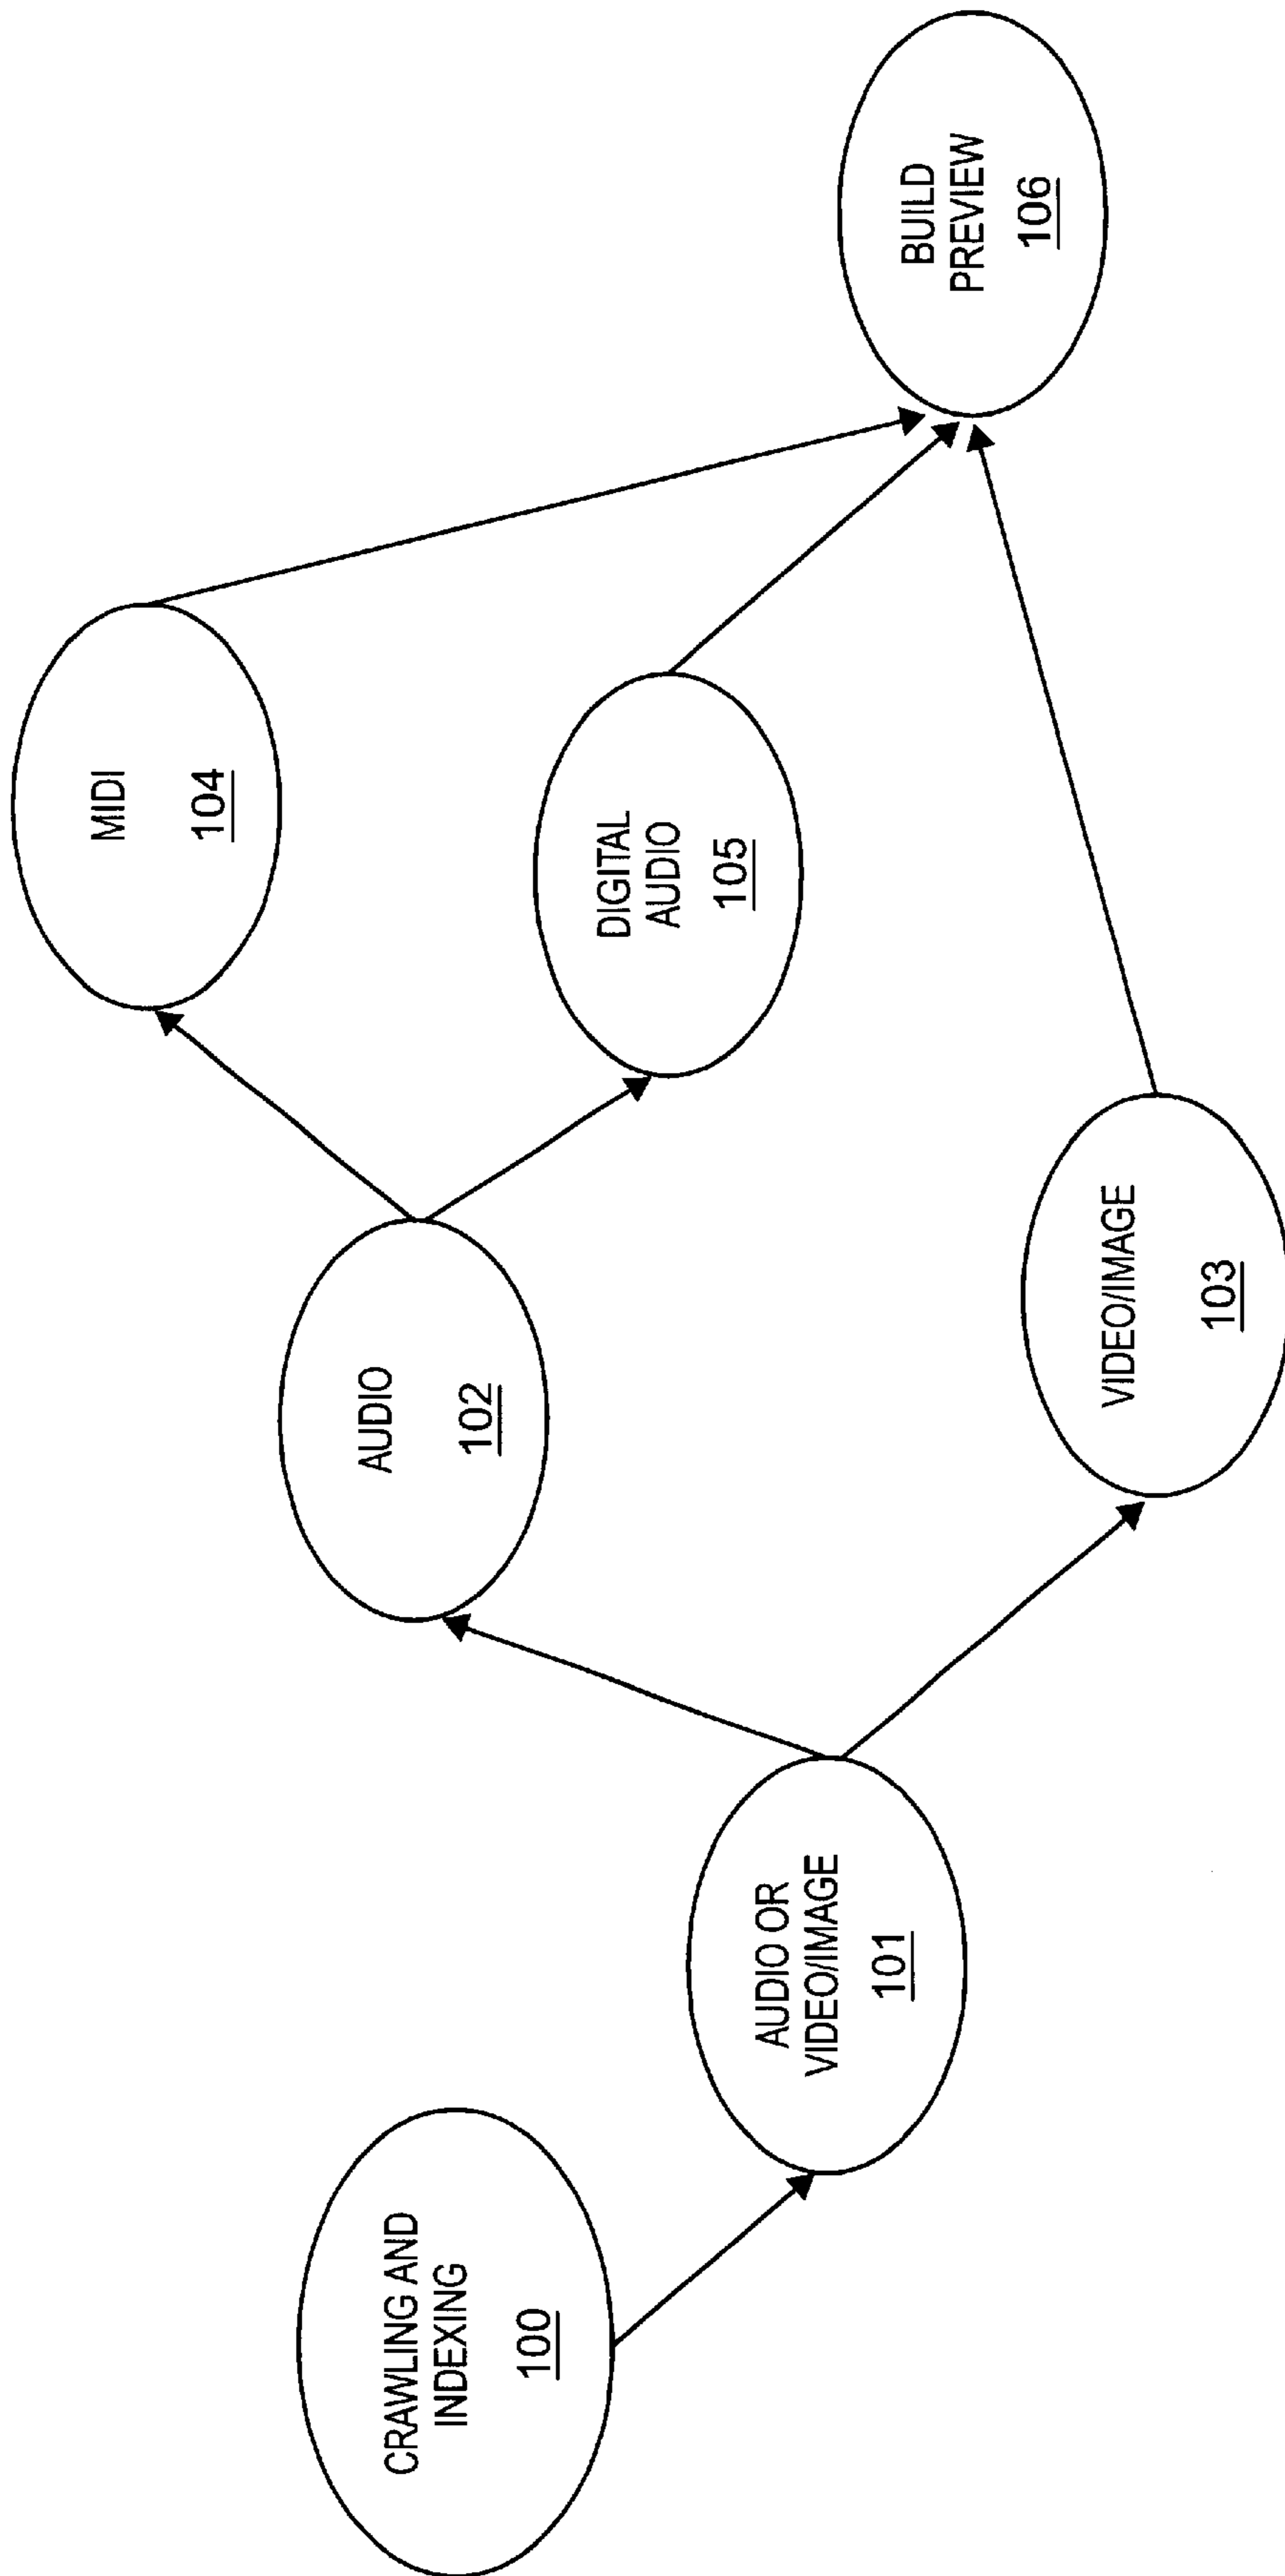 CRAWLING AND
INDEXING
100
AUDIO OR
VIDEO/IMAGE
101
AUDIO
102
VIDEO/IMAGE
103
MIDI
104
DIGITAL
AUDIO
105
BUILD
PREVIEW
106